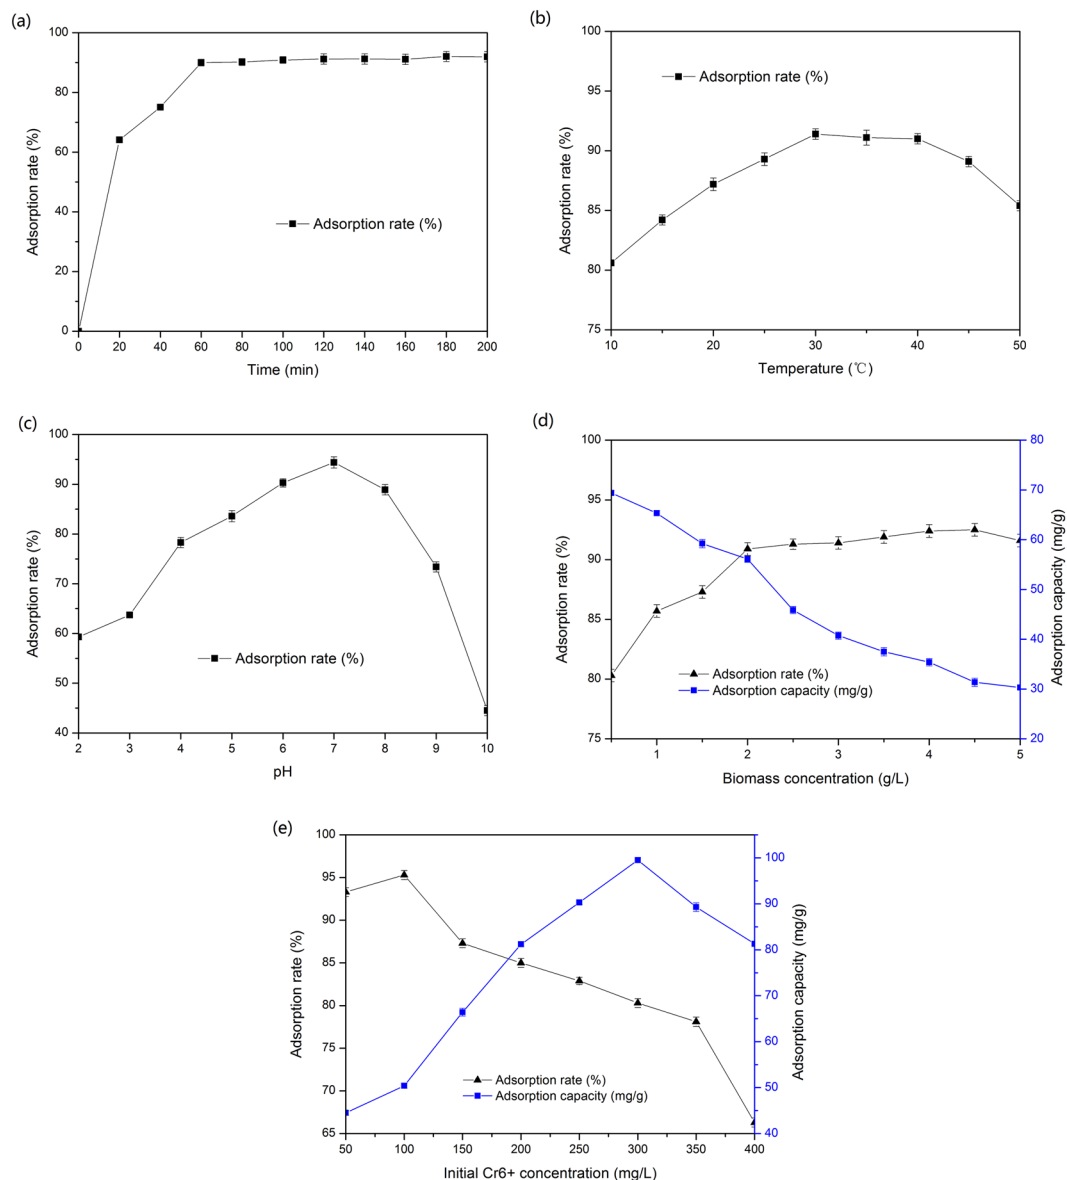 (a)
100
80
60
40
20
0
Adsorption rate (%)
Adsorption rate (%)
0 20 40 60 80 100 120 140 160 180 200
Time (min)
(b)
100
95
90
85
80
75
Adsorption rate (%)
Adsorption rate (%)
10 20 30 40 50
Temperature (℃)
(c)
100
90
80
70
60
50
40
Adsorption rate (%)
Adsorption rate (%)
2 3 4 5 6 7 8 9 10
pH
(d)
100
95
90
85
80
75
Adsorption rate (%)
Adsorption rate (%)
Adsorption capacity (mg/g)
80
70
60
50
40
30
20
Adsorption capacity (mg/g)
1 2 3 4 5
Biomass concentration (g/L)
(e)
100
95
90
85
80
75
70
65
Adsorption rate (%)
Adsorption rate (%)
Adsorption capacity (mg/g)
100
90
80
70
60
50
40
Adsorption capacity (mg/g)
50 100 150 200 250 300 350 400
Initial Cr6+ concentration (mg/L)